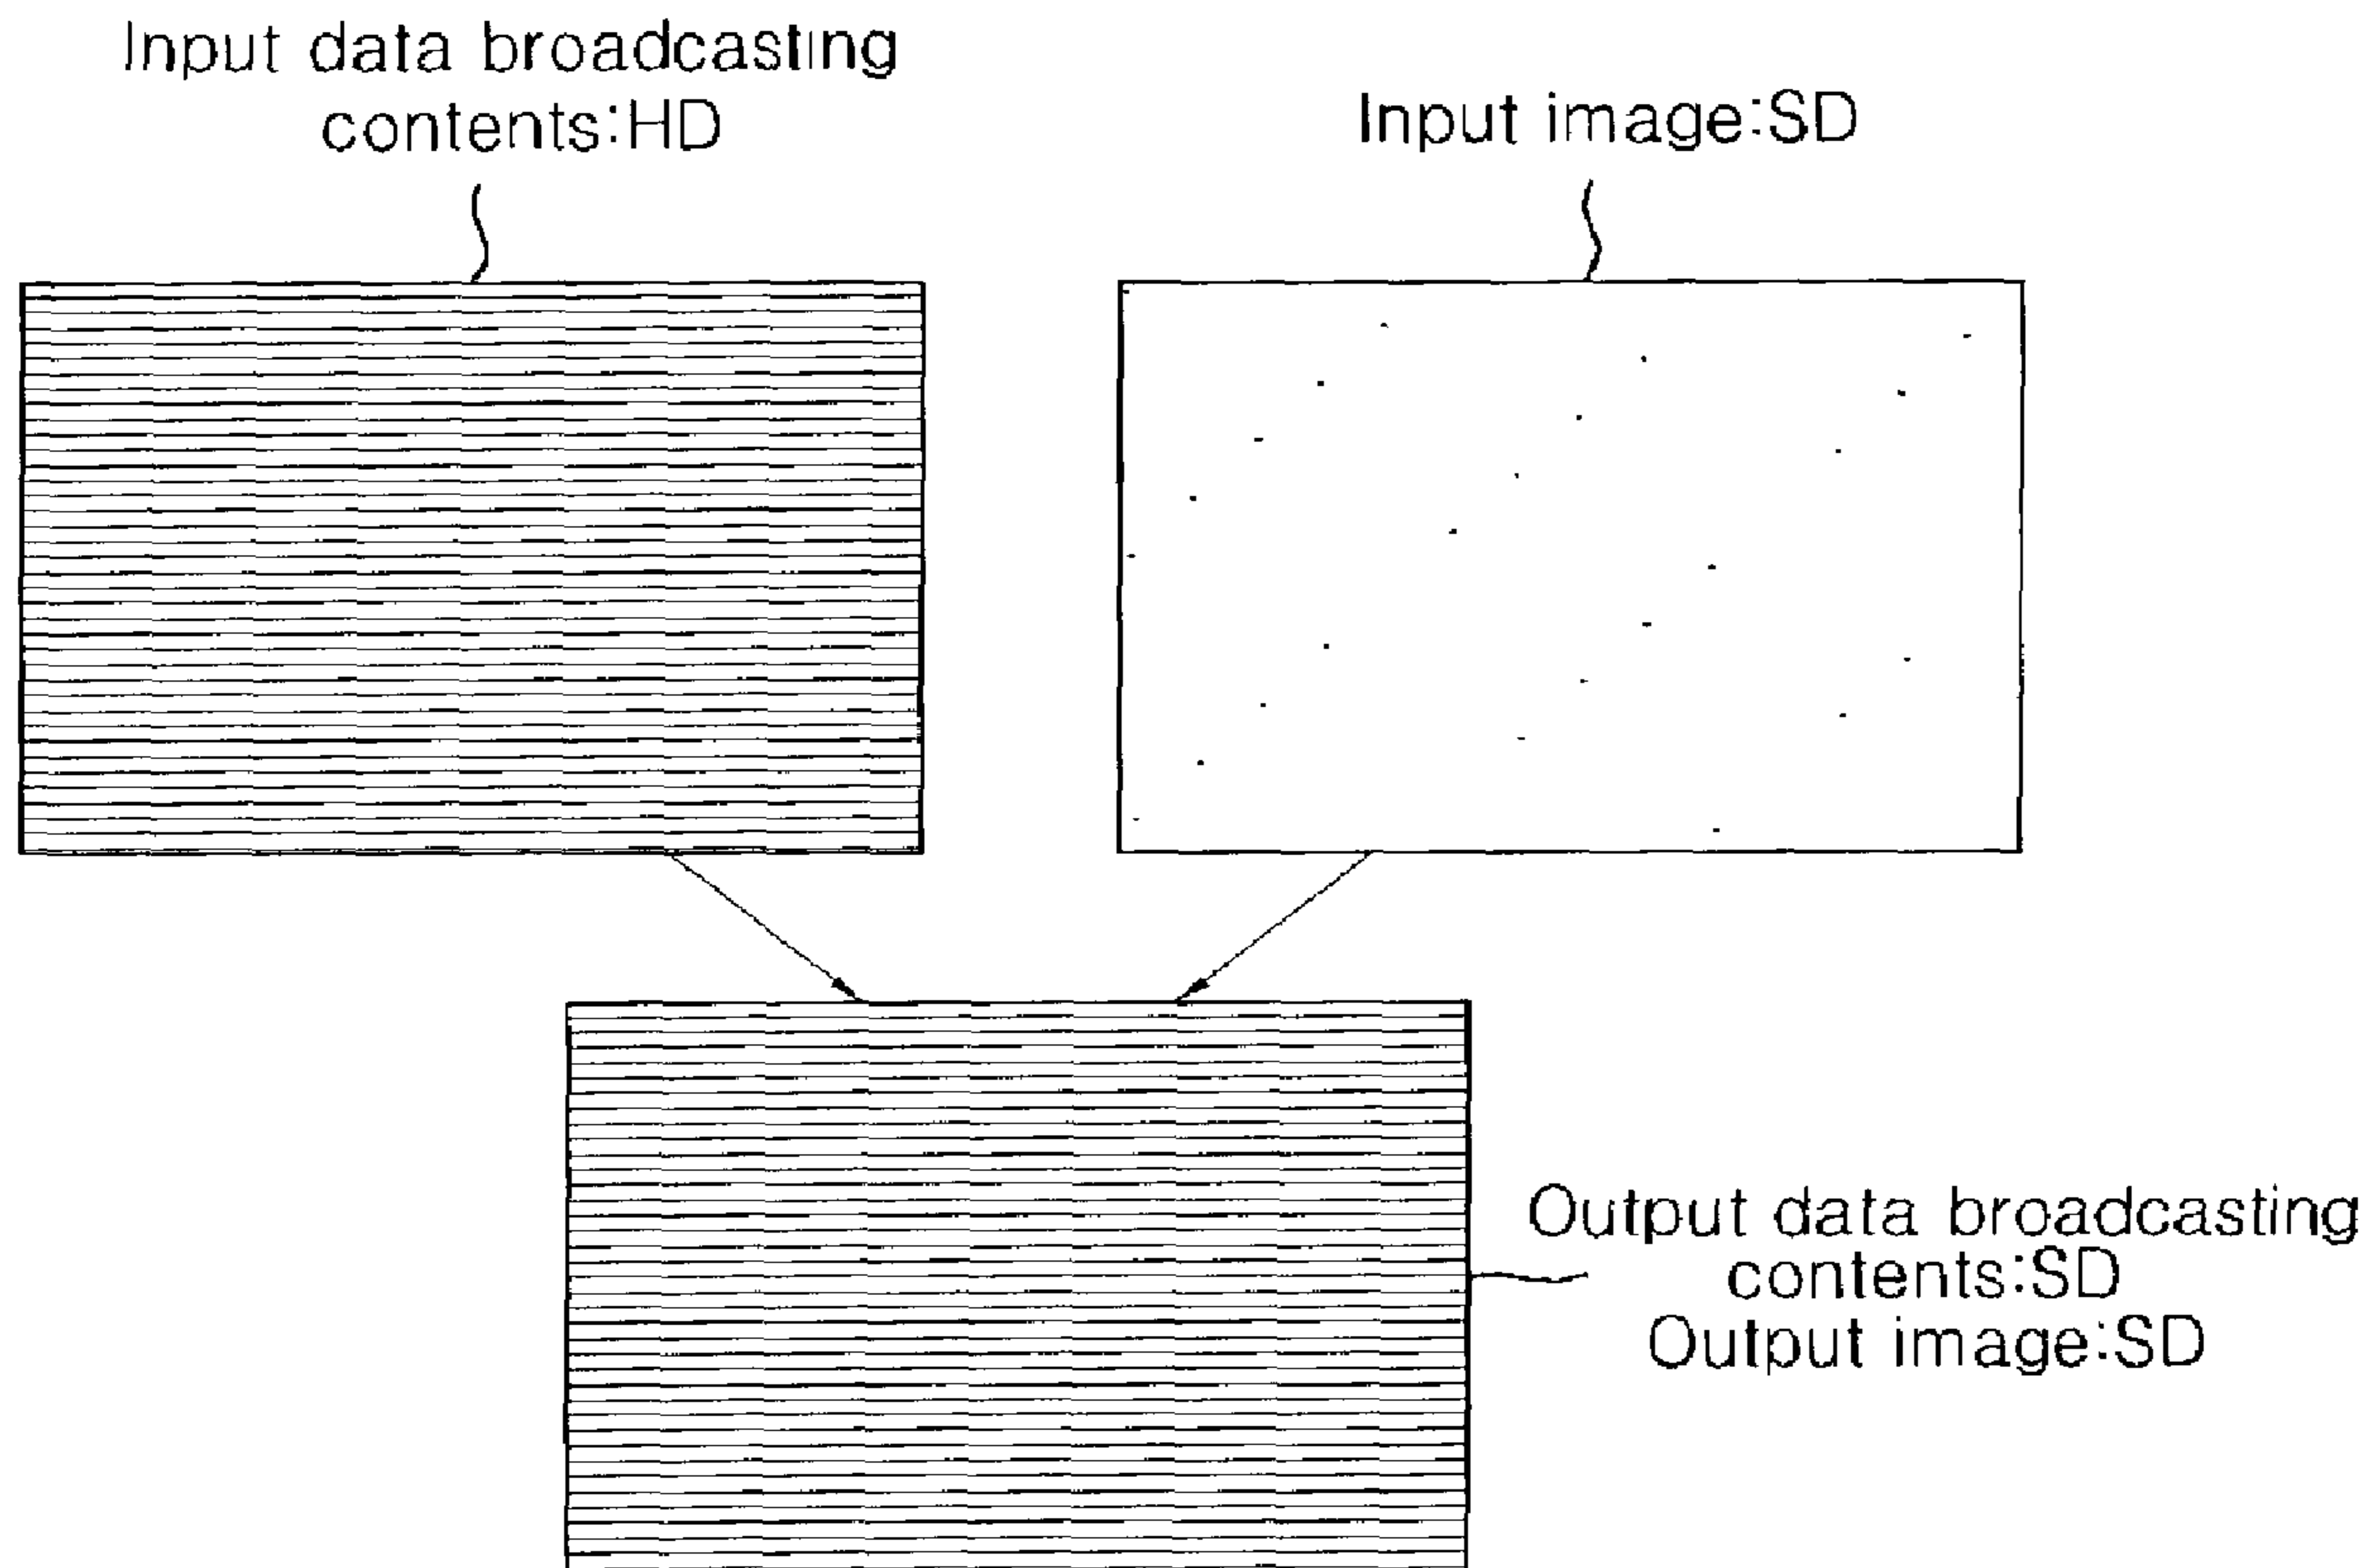 Input data broadcasting
contents:HD
Input image:SD
Output data broadcasting
contents:SD
Output image:SD